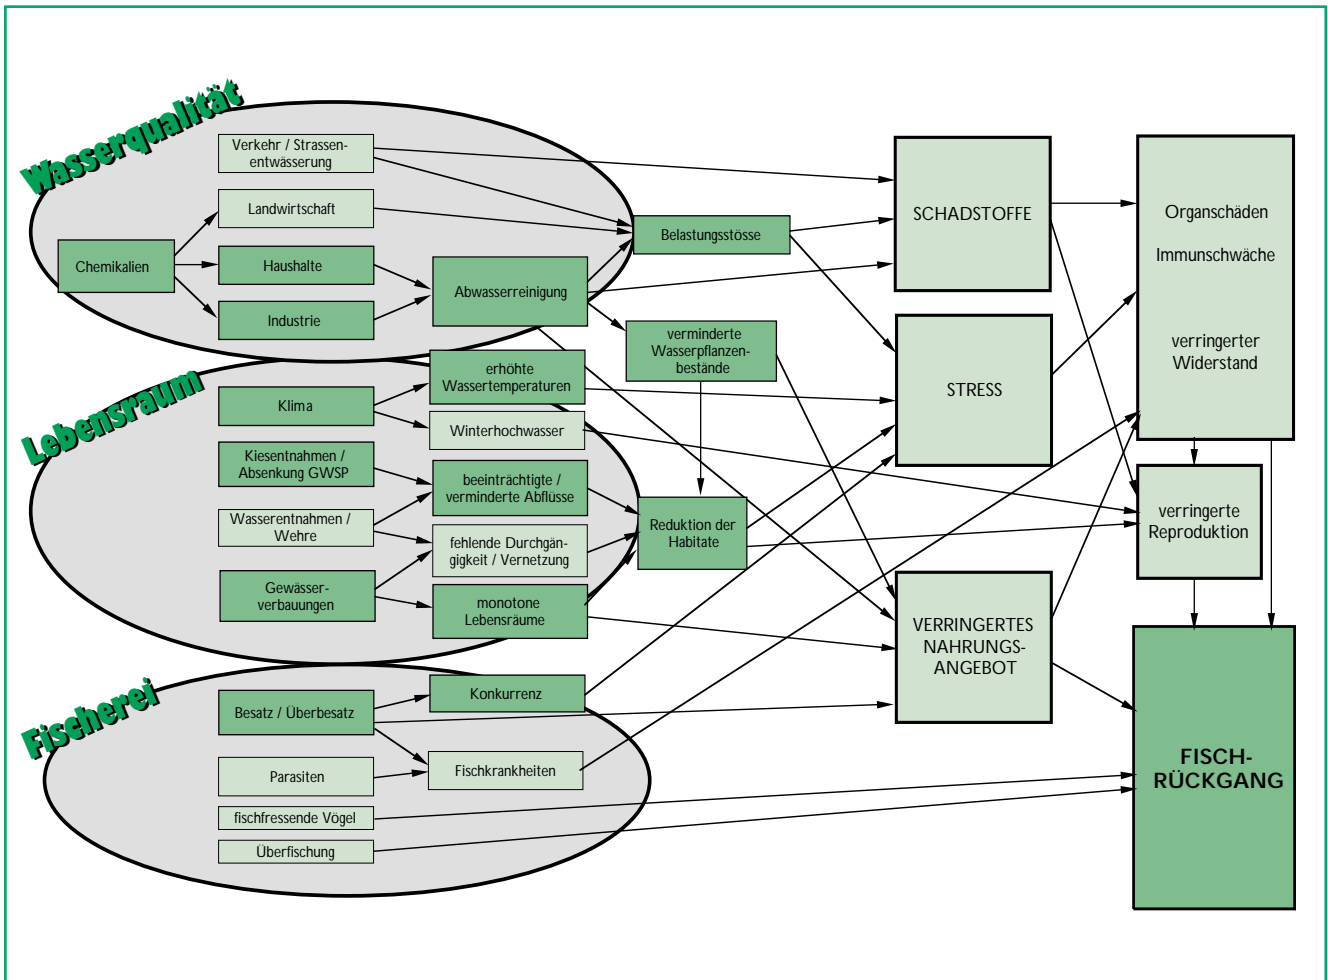 Wasserqualität
Verkehr / Strassen-
entwässerung
Landwirtschaft
Chemikalien
Haushalte
Industrie
Abwasserreinigung
Belastungsstösse
verminderte
Wasserpflanzen-
bestände
Lebensraum
Klima
erhöhte
Wassertemperaturen
Winterhochwasser
Kiesentnahmen /
Absenkung GWSP
beeinträchtigte /
verminderte Abflüsse
Wasserentnahmen /
Wehre
fehlende Durchgän-
gigkeit / Vernetzung
Gewässer-
verbauungen
monotone
Lebensräume
Reduktion der
Habitate
Fischerei
Besatz / Überbesatz
Konkurrenz
Parasiten
Fischkrankheiten
fischfressende Vögel
Überfischung
SCHADSTOFFE
STRESS
VERRINGERTES
NAHRUNGS-
ANGEBOT
Organschäden
Immunschwäche
verringerter
Widerstand
verringerte
Reproduktion
FISCH-
RÜCKGANG